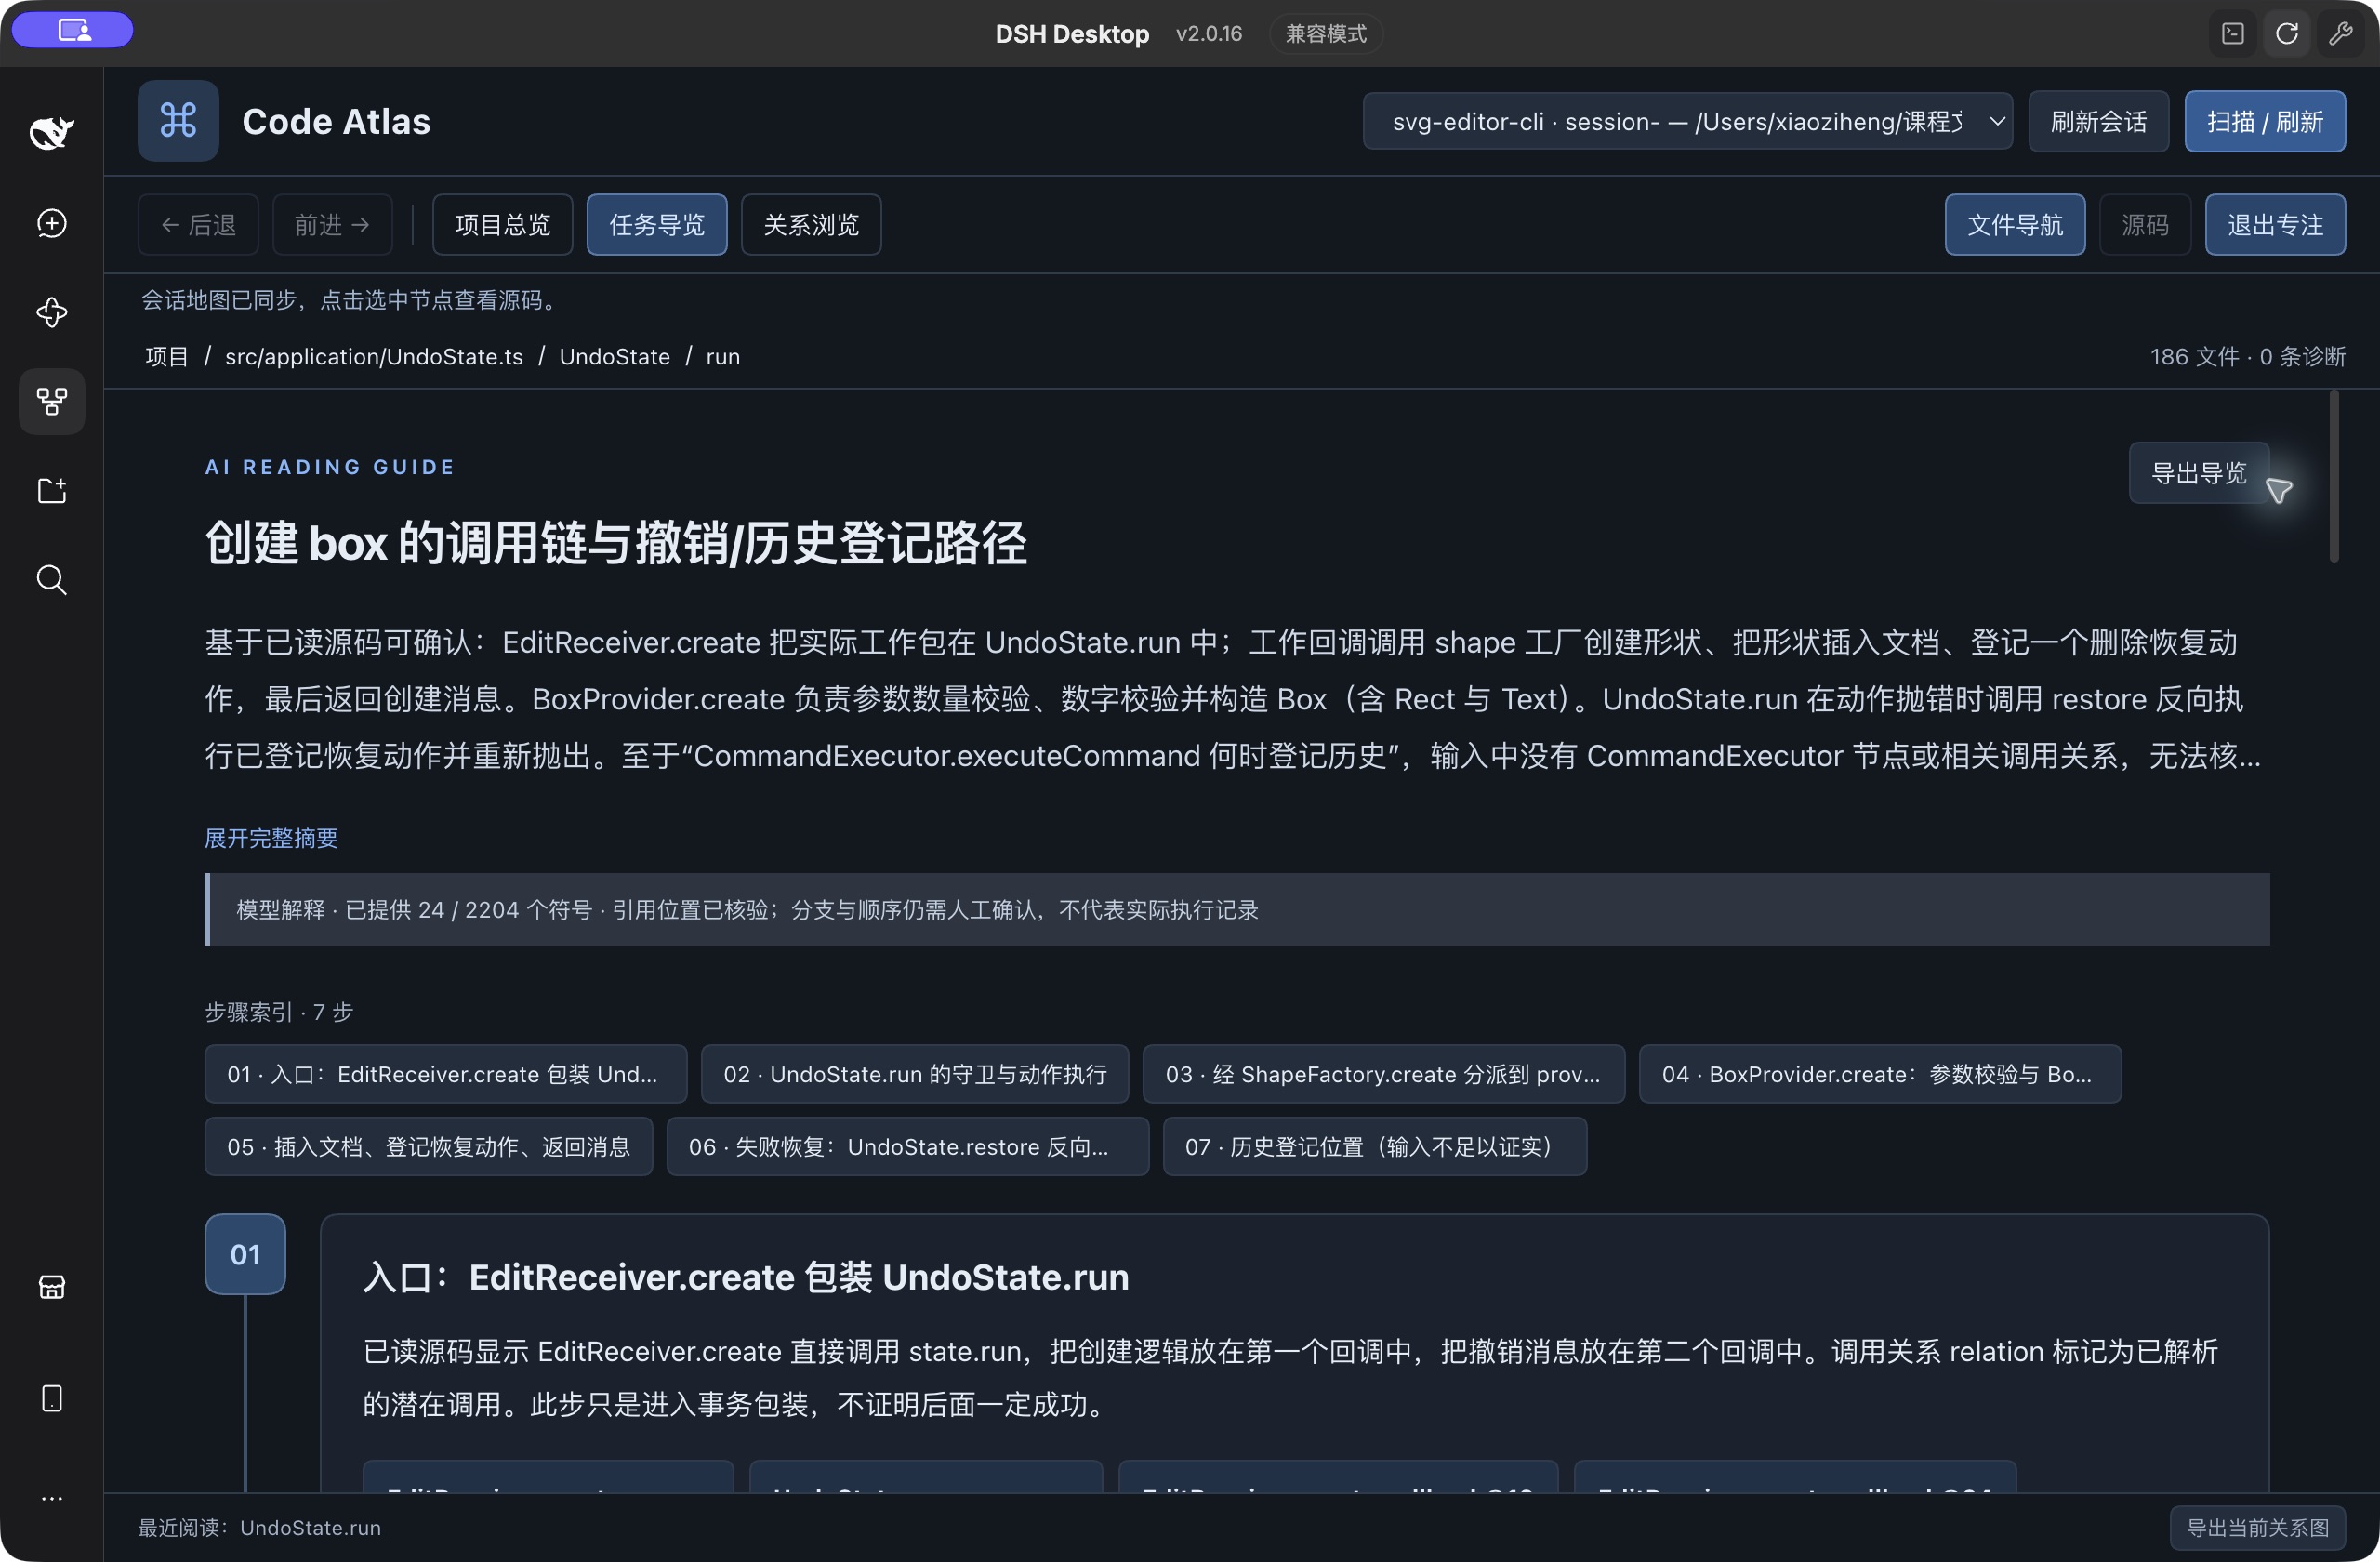 DSH Desktop v2.0.16 兼容模式
Code Atlas
svg-editor-cli · session- — /Users/xiaoziheng/课程
刷新会话
扫描 / 刷新
← 后退
前进 →
项目总览
任务导览
关系浏览
文件导航
源码
退出专注
会话地图已同步，点击选中节点查看源码。
项目 / src/application/UndoState.ts / UndoState / run
186 文件 · 0 条诊断
AI READING GUIDE
导出导览
创建 box 的调用链与撤销/历史登记路径
基于已读源码可确认：EditReceiver.create 把实际工作包在 UndoState.run 中；工作回调调用 shape 工厂创建形状、把形状插入文档、登记一个删除恢复动
作，最后返回创建消息。BoxProvider.create 负责参数数量校验、数字校验并构造 Box（含 Rect 与 Text）。UndoState.run 在动作抛错时调用 restore 反向执
行已登记恢复动作并重新抛出。至于“CommandExecutor.executeCommand 何时登记历史”，输入中没有 CommandExecutor 节点或相关调用关系，无法核...
展开完整摘要
模型解释 · 已提供 24 / 2204 个符号 · 引用位置已核验；分支与顺序仍需人工确认，不代表实际执行记录
步骤索引 · 7 步
01 · 入口：EditReceiver.create 包装 Und...
02 · UndoState.run 的守卫与动作执行
03 · 经 ShapeFactory.create 分派到 prov...
04 · BoxProvider.create：参数校验与 Bo...
05 · 插入文档、登记恢复动作、返回消息
06 · 失败恢复：UndoState.restore 反向...
07 · 历史登记位置（输入不足以证实）
01
入口：EditReceiver.create 包装 UndoState.run
已读源码显示 EditReceiver.create 直接调用 state.run，把创建逻辑放在第一个回调中，把撤销消息放在第二个回调中。调用关系 relation 标记为已解析
的潜在调用。此步只是进入事务包装，不证明后面一定成功。
最近阅读：UndoState.run
导出当前关系图